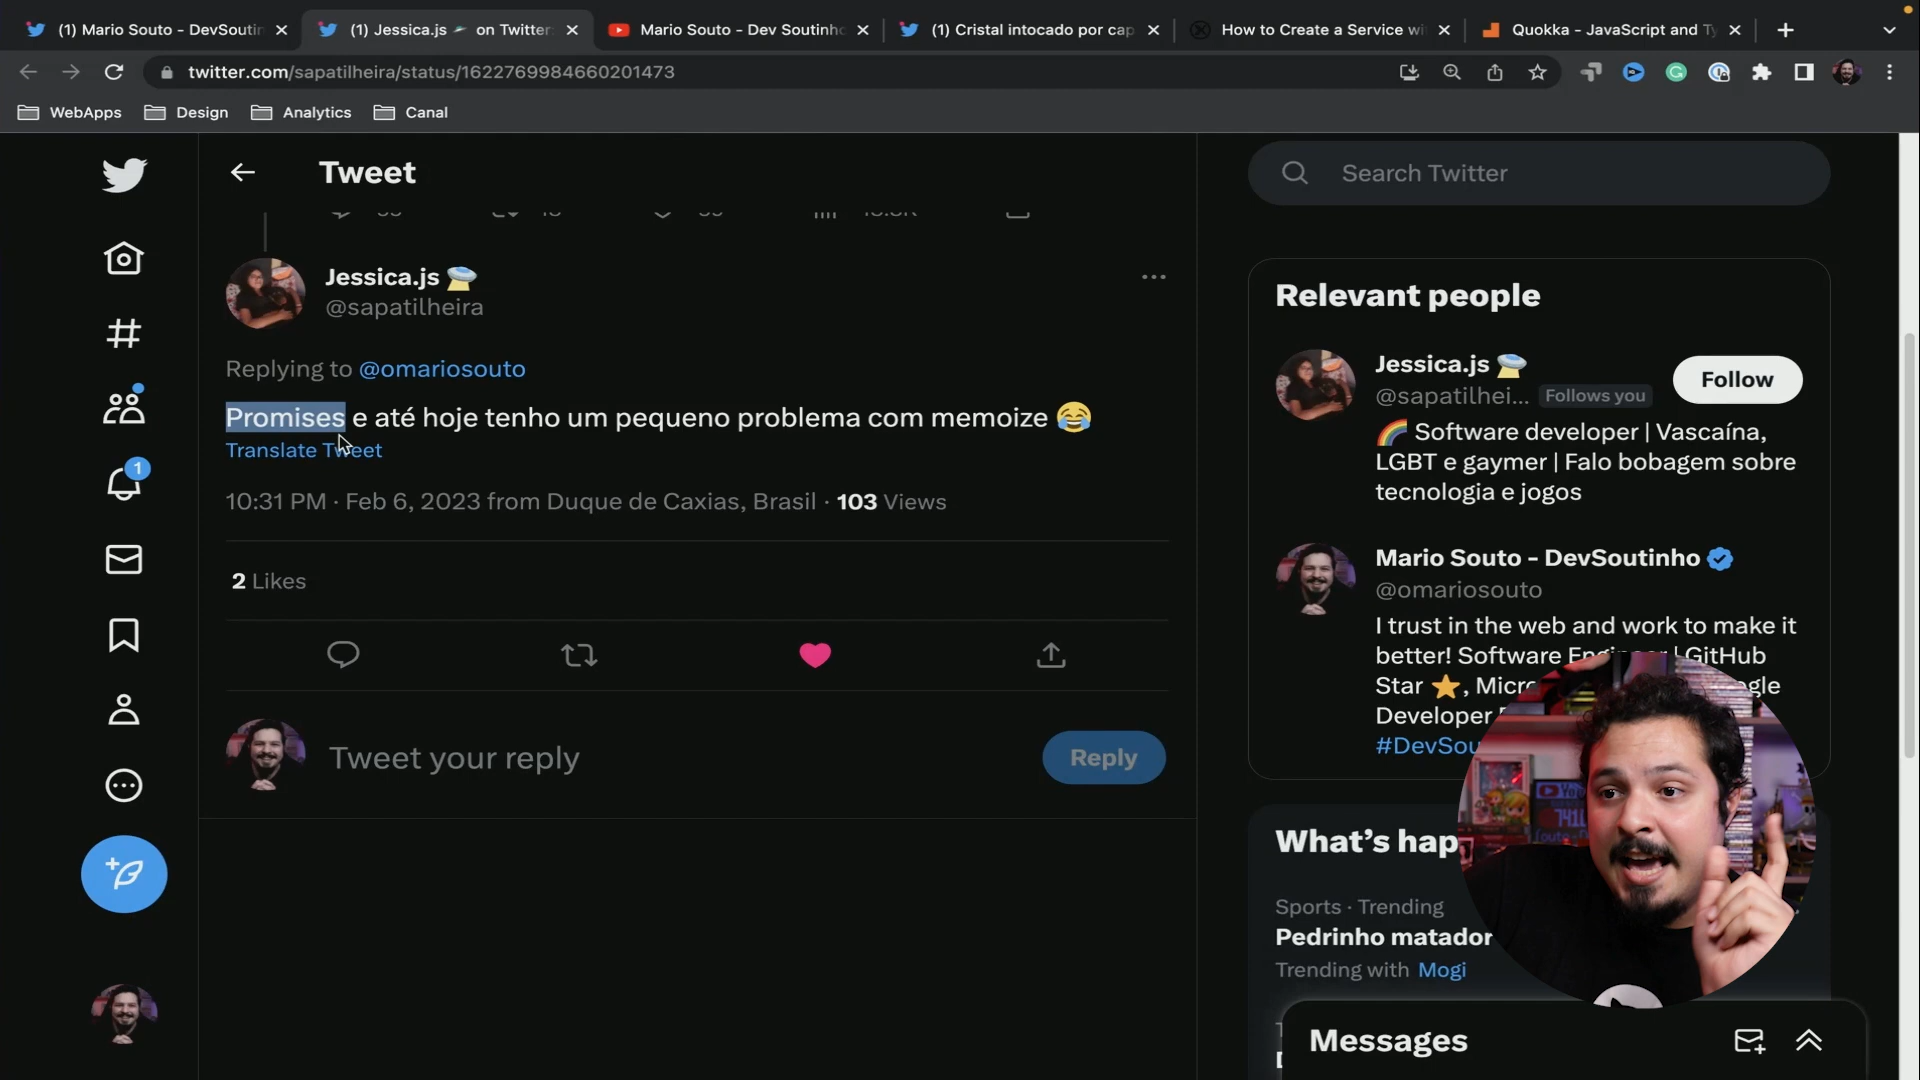 (1) Mario Souto - DevSoutin
(1) Jessica.js 🛸 on Twitter:
Mario Souto - Dev Soutinho
(1) Cristal intocado por cap
How to Create a Service wi
Quokka - JavaScript and Ty
twitter.com/sapatilheira/status/1622769984660201473
WebApps
Design
Analytics
Canal
Tweet
Search Twitter
Jessica.js 🛸
@sapatilheira
Replying to @omariosouto
Promises e até hoje tenho um pequeno problema com memoize 😂
Translate Tweet
10:31 PM · Feb 6, 2023 from Duque de Caxias, Brasil · 103 Views
2 Likes
Tweet your reply
Reply
1
Relevant people
Jessica.js 🛸
@sapatilhei... Follows you
Follow
🌈 Software developer | Vascaína,
LGBT e gaymer | Falo bobagem sobre
tecnologia e jogos
Mario Souto - DevSoutinho
@omariosouto
I trust in the web and work to make it
better! Software Engineer | GitHub
Star ⭐, Micro
Developer
#DevSou
What's hap
Sports · Trending
Pedrinho matador
Trending with Mogi
Messages